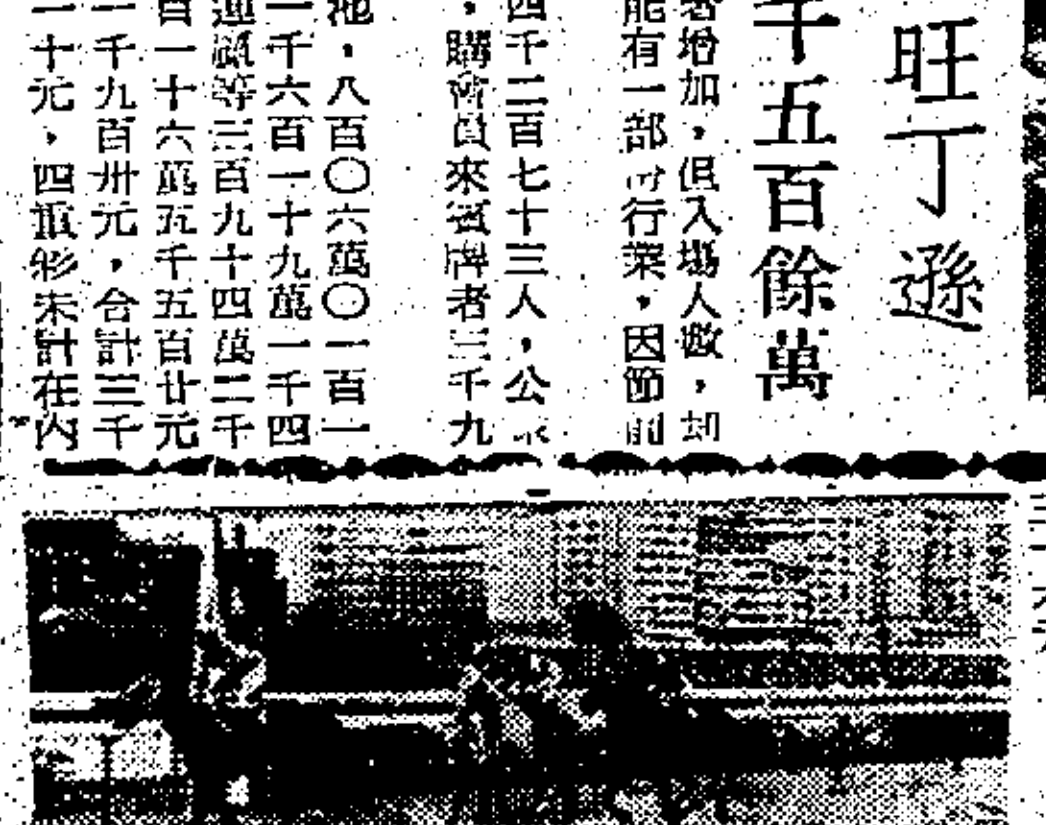 旺丁遜
千五百餘萬
者增加，但入場人數，却
能有一部份行業，因節前
四千二百七十三人，公眾
，購會員來賓牌者三千九
池，八百〇六萬〇一百一
一千六百一十九萬一千四
連贏等三百九十四萬二千
百一十六萬五千五百廿元
一千九百卅元，合計三千
一十元，四重彩未計在內